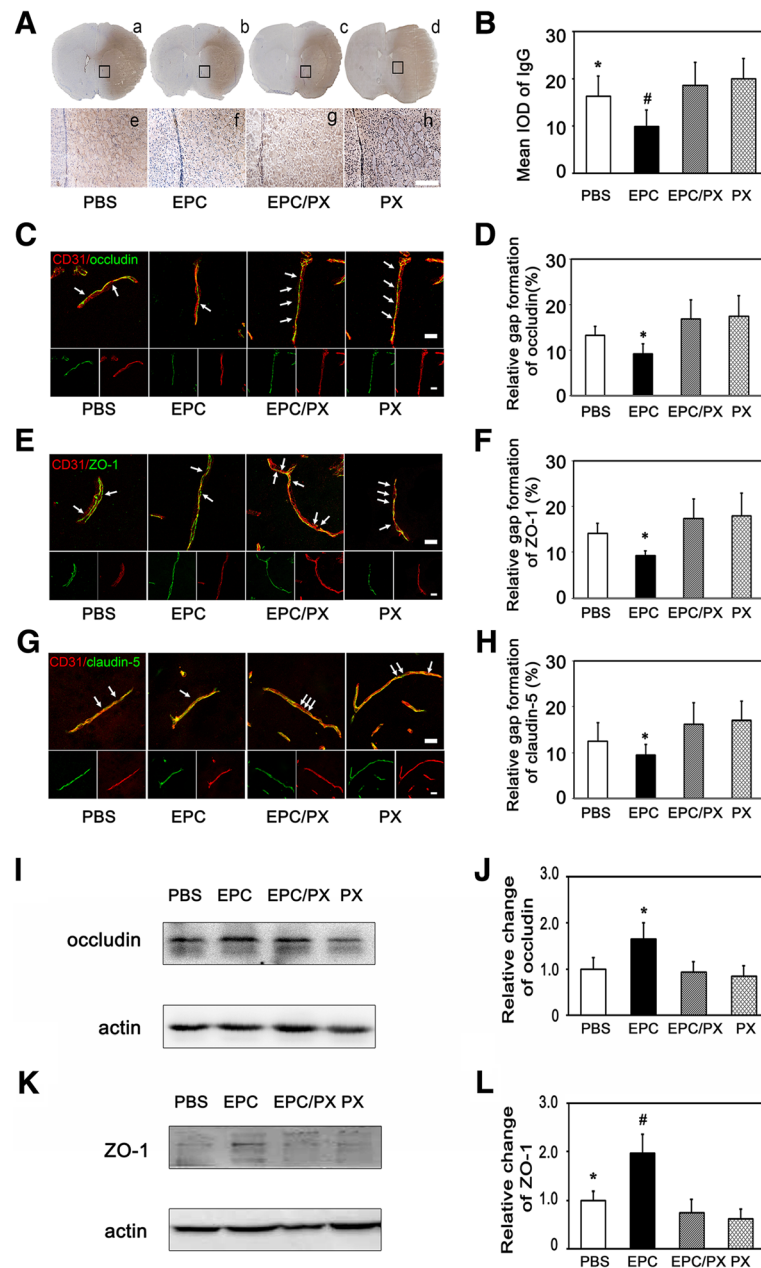 A
a
b
c
d
e
f
g
h
PBS EPC EPC/PX PX
B
Mean IOD of IgG
30
20
10
0
*
#
PBS EPC EPC/PX PX
C
CD31/occludin
PBS EPC EPC/PX PX
D
Relative gap formation
of occludin(%)
30
20
10
0
*
PBS EPC EPC/PX PX
E
CD31/ZO-1
PBS EPC EPC/PX PX
F
Relative gap formation
of ZO-1 (%)
30
20
10
0
*
PBS EPC EPC/PX PX
G
CD31/claudin-5
PBS EPC EPC/PX PX
H
Relative gap formation
of claudin-5 (%)
30
20
10
0
*
PBS EPC EPC/PX PX
I
PBS EPC EPC/PX PX
occludin
actin
J
Relative change
of occludin
3.0
2.0
1.0
0
*
PBS EPC EPC/PX PX
K
PBS EPC EPC/PX PX
ZO-1
actin
L
Relative change
of ZO-1
3.0
2.0
1.0
0
*
#
PBS EPC EPC/PX PX